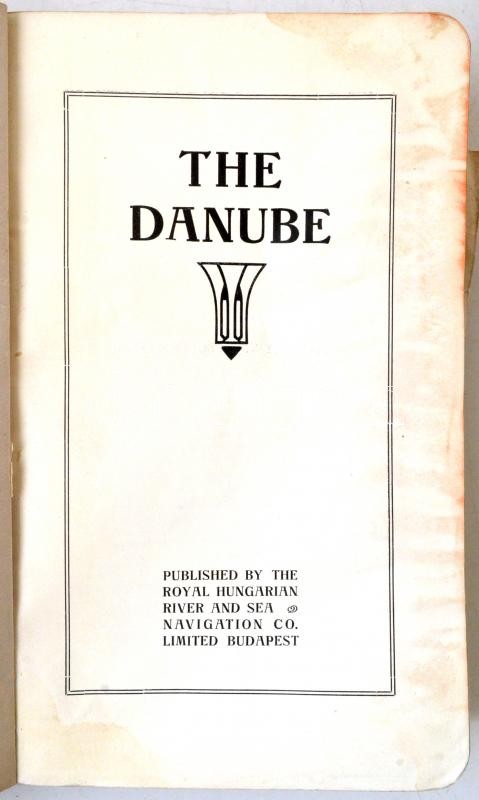 THE
DANUBE
PUBLISHED BY THE
ROYAL HUNGARIAN
RIVER AND SEA
NAVIGATION CO.
LIMITED BUDAPEST